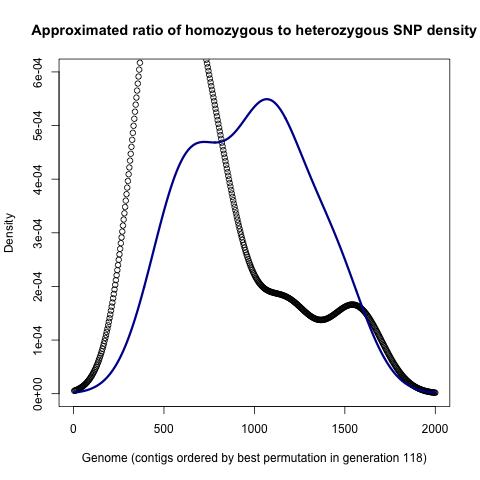 Approximated ratio of homozygous to heterozygous SNP density
Density
6e-04
5e-04
4e-04
3e-04
2e-04
1e-04
0e+00
0 500 1000 1500 2000
Genome (contigs ordered by best permutation in generation 118)